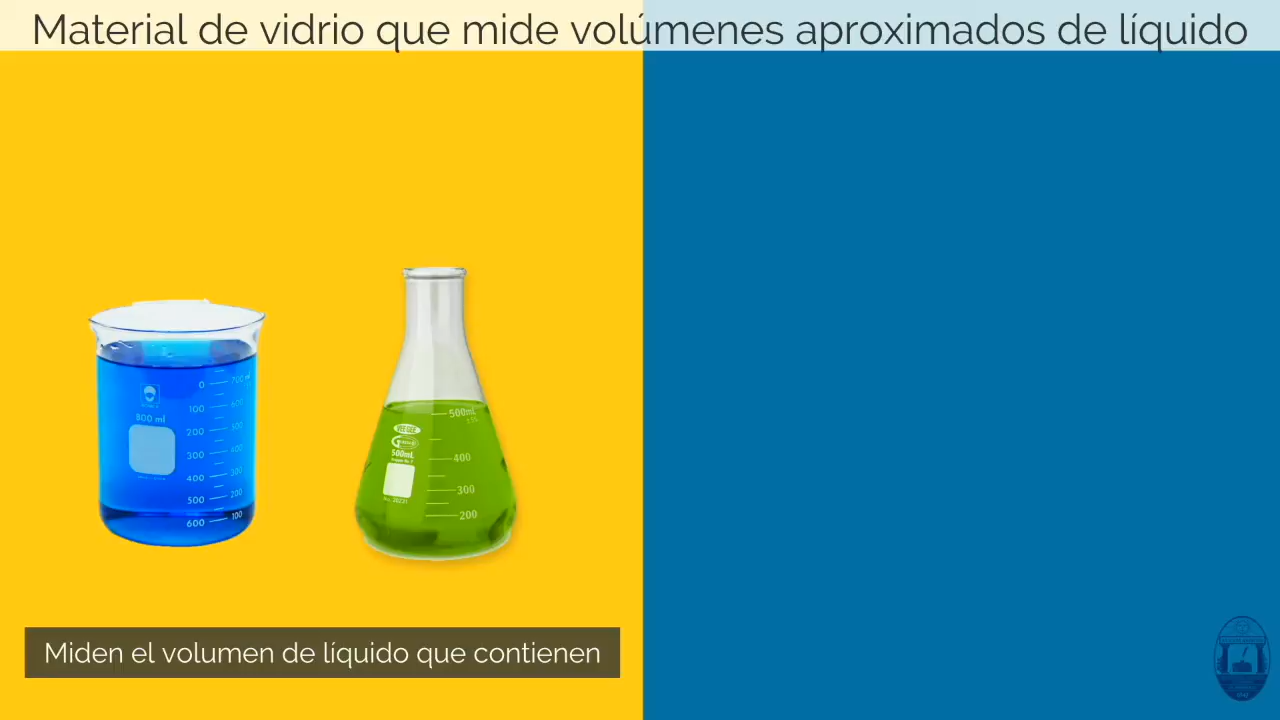 Material de vidrio que mide volúmenes aproximados de líquido
800 ml
0
100
200
300
400
500
600
700 ml
600
500
400
300
200
100
500mL
400
300
200
500mL
Miden el volumen de líquido que contienen